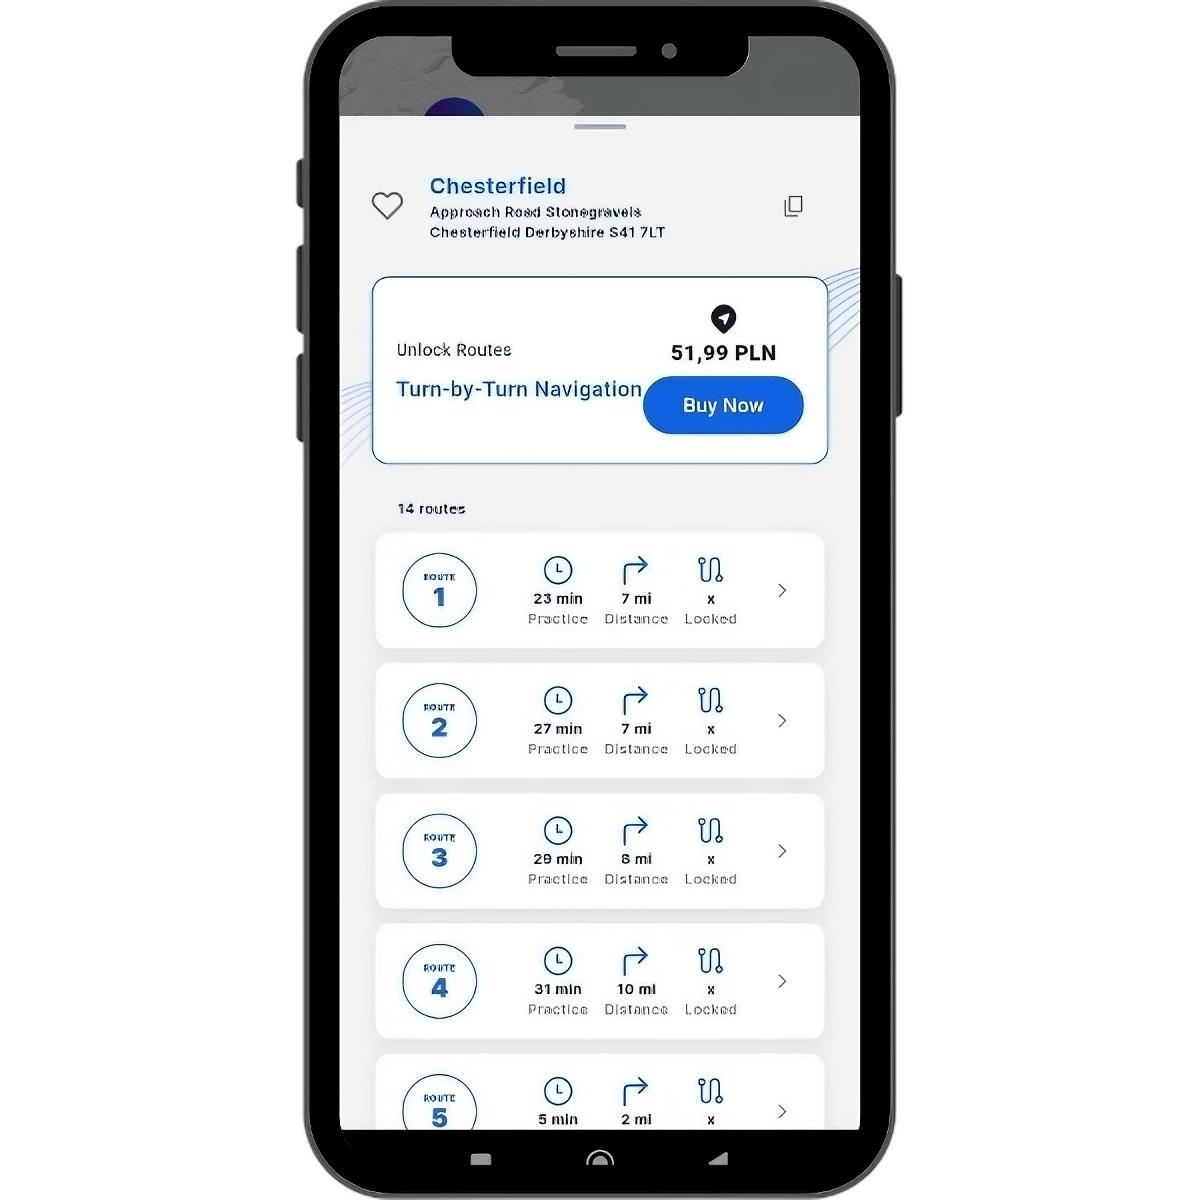 Chesterfield
Approach Road Stonegravels
Chesterfield Derbyshire S41 7LT
Unlock Routes
51,99 PLN
Turn-by-Turn Navigation
Buy Now
14 routes
ROUTE
1
23 min
Practice
7 mi
Distance
x
Locked
ROUTE
2
27 min
Practice
7 mi
Distance
x
Locked
ROUTE
3
29 min
Practice
8 mi
Distance
x
Locked
ROUTE
4
31 min
Practice
10 mi
Distance
x
Locked
ROUTE
5
5 min
2 mi
x